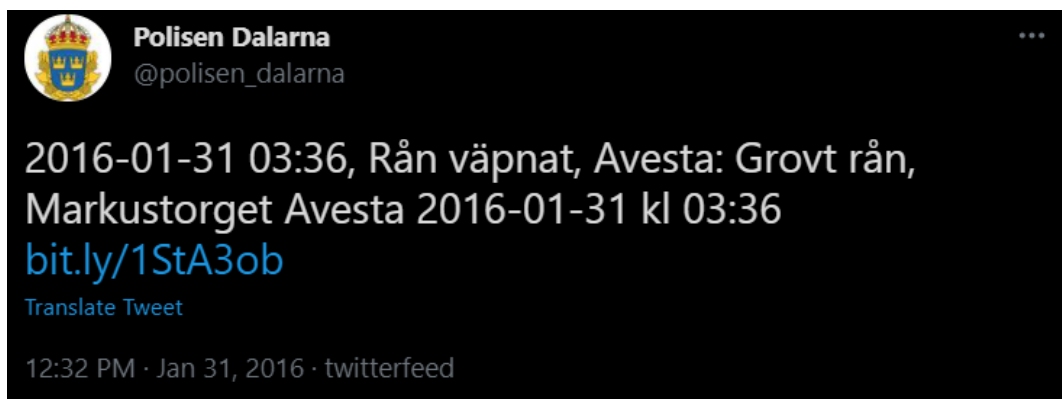 Polisen Dalarna
@polisen_dalarna
2016-01-31 03:36, Rån väpnat, Avesta: Grovt rån,
Markustorget Avesta 2016-01-31 kl 03:36
bit.ly/1StA3ob
Translate Tweet
12:32 PM · Jan 31, 2016 · twitterfeed